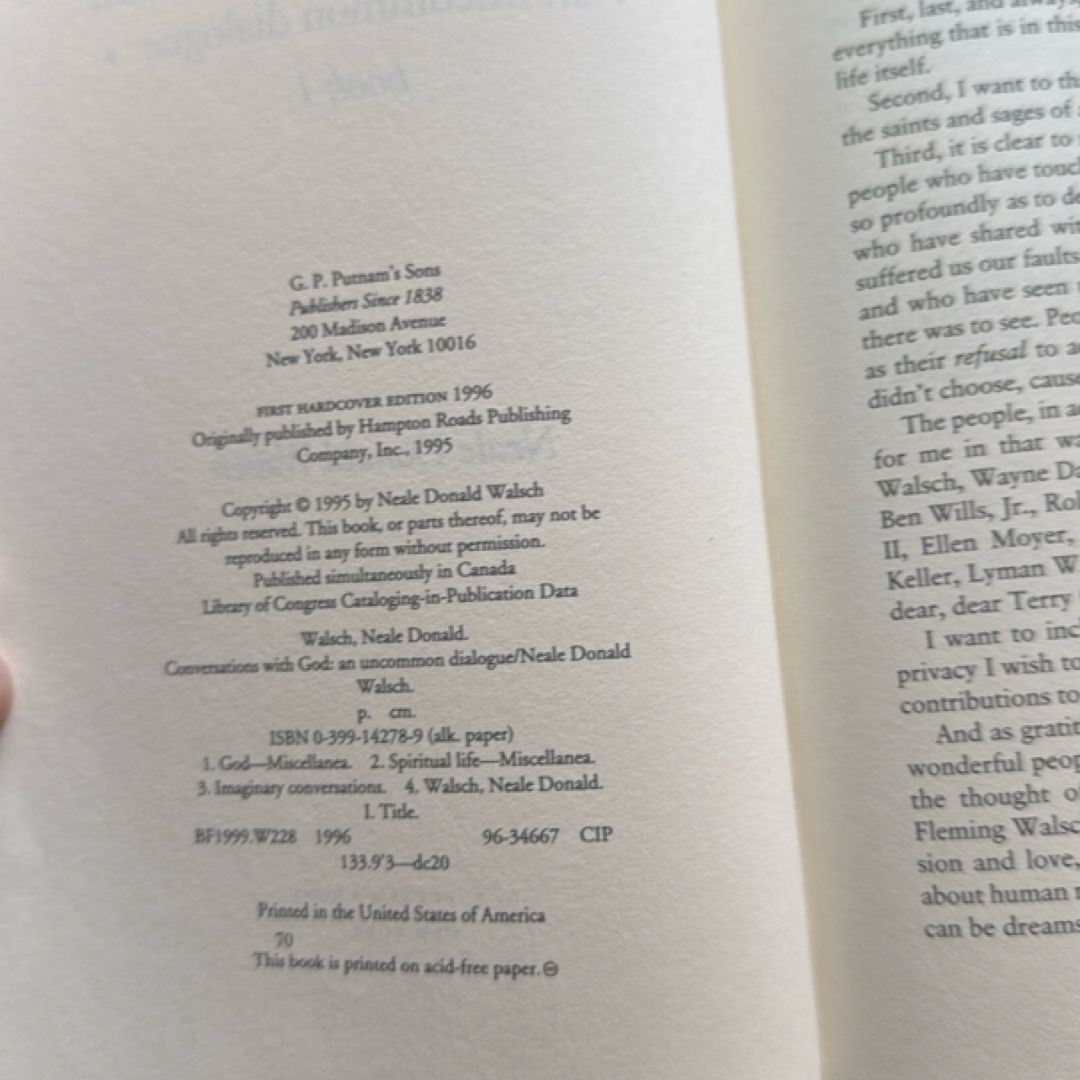 an uncommon dialogue
book 1
G. P. Putnam's Sons
Publishers Since 1838
200 Madison Avenue
New York, New York 10016
FIRST HARDCOVER EDITION 1996
Originally published by Hampton Roads Publishing
Company, Inc., 1995
Copyright © 1995 by Neale Donald Walsch
All rights reserved. This book, or parts thereof, may not be
reproduced in any form without permission.
Published simultaneously in Canada
Library of Congress Cataloging-in-Publication Data
Walsch, Neale Donald.
Conversations with God: an uncommon dialogue/Neale Donald
Walsch.
p. cm.
ISBN 0-399-14278-9 (alk. paper)
1. God—Miscellanea. 2. Spiritual life—Miscellanea.
3. Imaginary conversations. 4. Walsch, Neale Donald.
I. Title.
BF1999.W228 1996 96-34667 CIP
133.9'3—dc20
Printed in the United States of America
70
This book is printed on acid-free paper.
First, last, and always,
everything that is in this
life itself.
Second, I want to
the saints and sages of
Third, it is clear to
people who have
so profoundly as to
who have shared
suffered us our faults
and who have seen
there was to see.
as their refusal to
didn't choose,
The people, in
for me in that
Walsch, Wayne
Ben Wills, Jr.,
II, Ellen Moyer,
Keller, Lyman
dear, dear Terry
I want to
privacy I wish to
contributions to
And as
wonderful
the thought
Fleming
sion and love,
about human
can be dreams